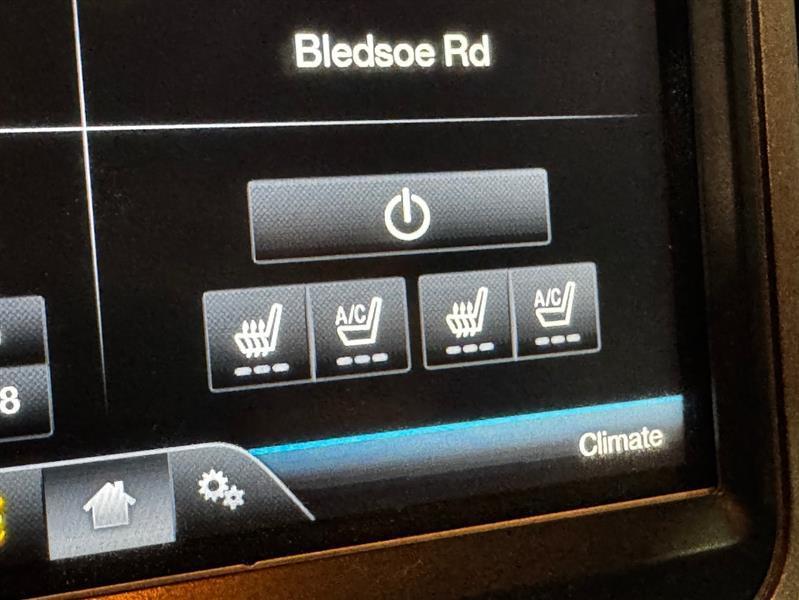 Bledsoe Rd
A/C
A/C
8
Climate